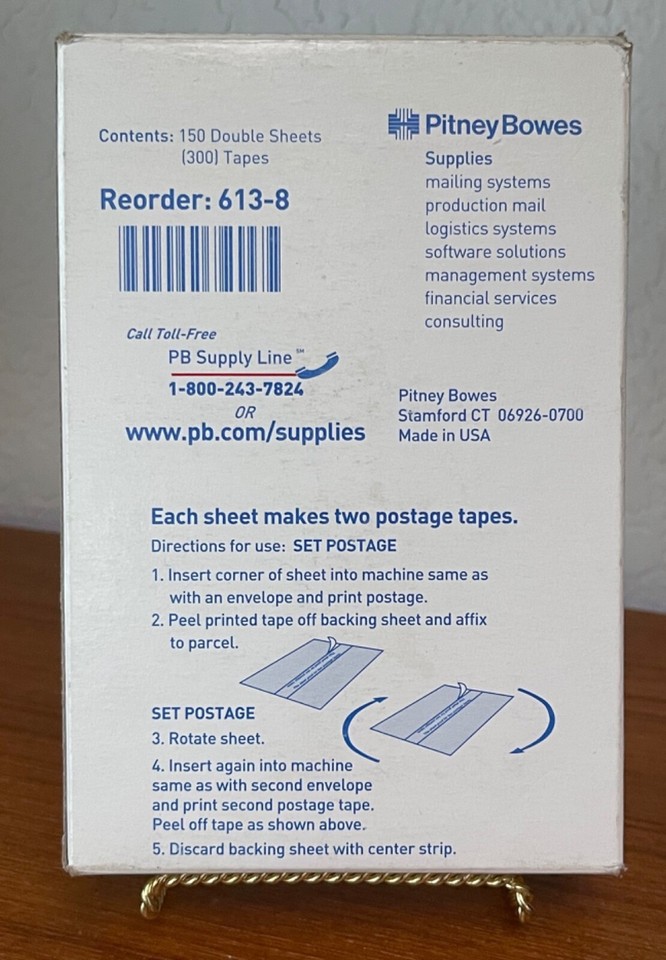 Contents: 150 Double Sheets
(300) Tapes
Reorder: 613-8
Call Toll-Free
PB Supply Line℠
1-800-243-7824
OR
www.pb.com/supplies
PitneyBowes
Supplies
mailing systems
production mail
logistics systems
software solutions
management systems
financial services
consulting
Pitney Bowes
Stamford CT 06926-0700
Made in USA
Each sheet makes two postage tapes.
Directions for use: SET POSTAGE
1. Insert corner of sheet into machine same as
with an envelope and print postage.
2. Peel printed tape off backing sheet and affix
to parcel.
SET POSTAGE
3. Rotate sheet.
4. Insert again into machine
same as with second envelope
and print second postage tape.
Peel off tape as shown above.
5. Discard backing sheet with center strip.